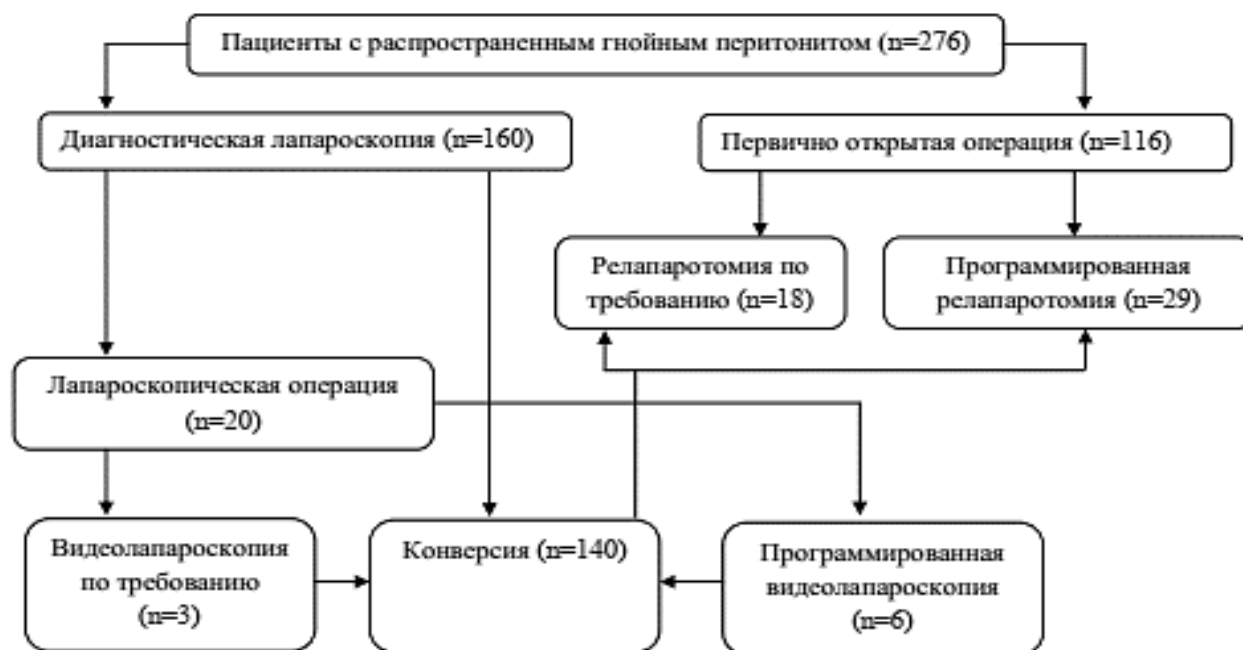 Пациенты с распространенным гнойным перитонитом (n=276)
Диагностическая лапароскопия (n=160)
Первично открытая операция (n=116)
Релапаротомия по
требованию (n=18)
Программированная
релапаротомия (n=29)
Лапароскопическая операция
(n=20)
Видеолапароскопия
по требованию
(n=3)
Конверсия (n=140)
Программированная
видеолапароскопия
(n=6)